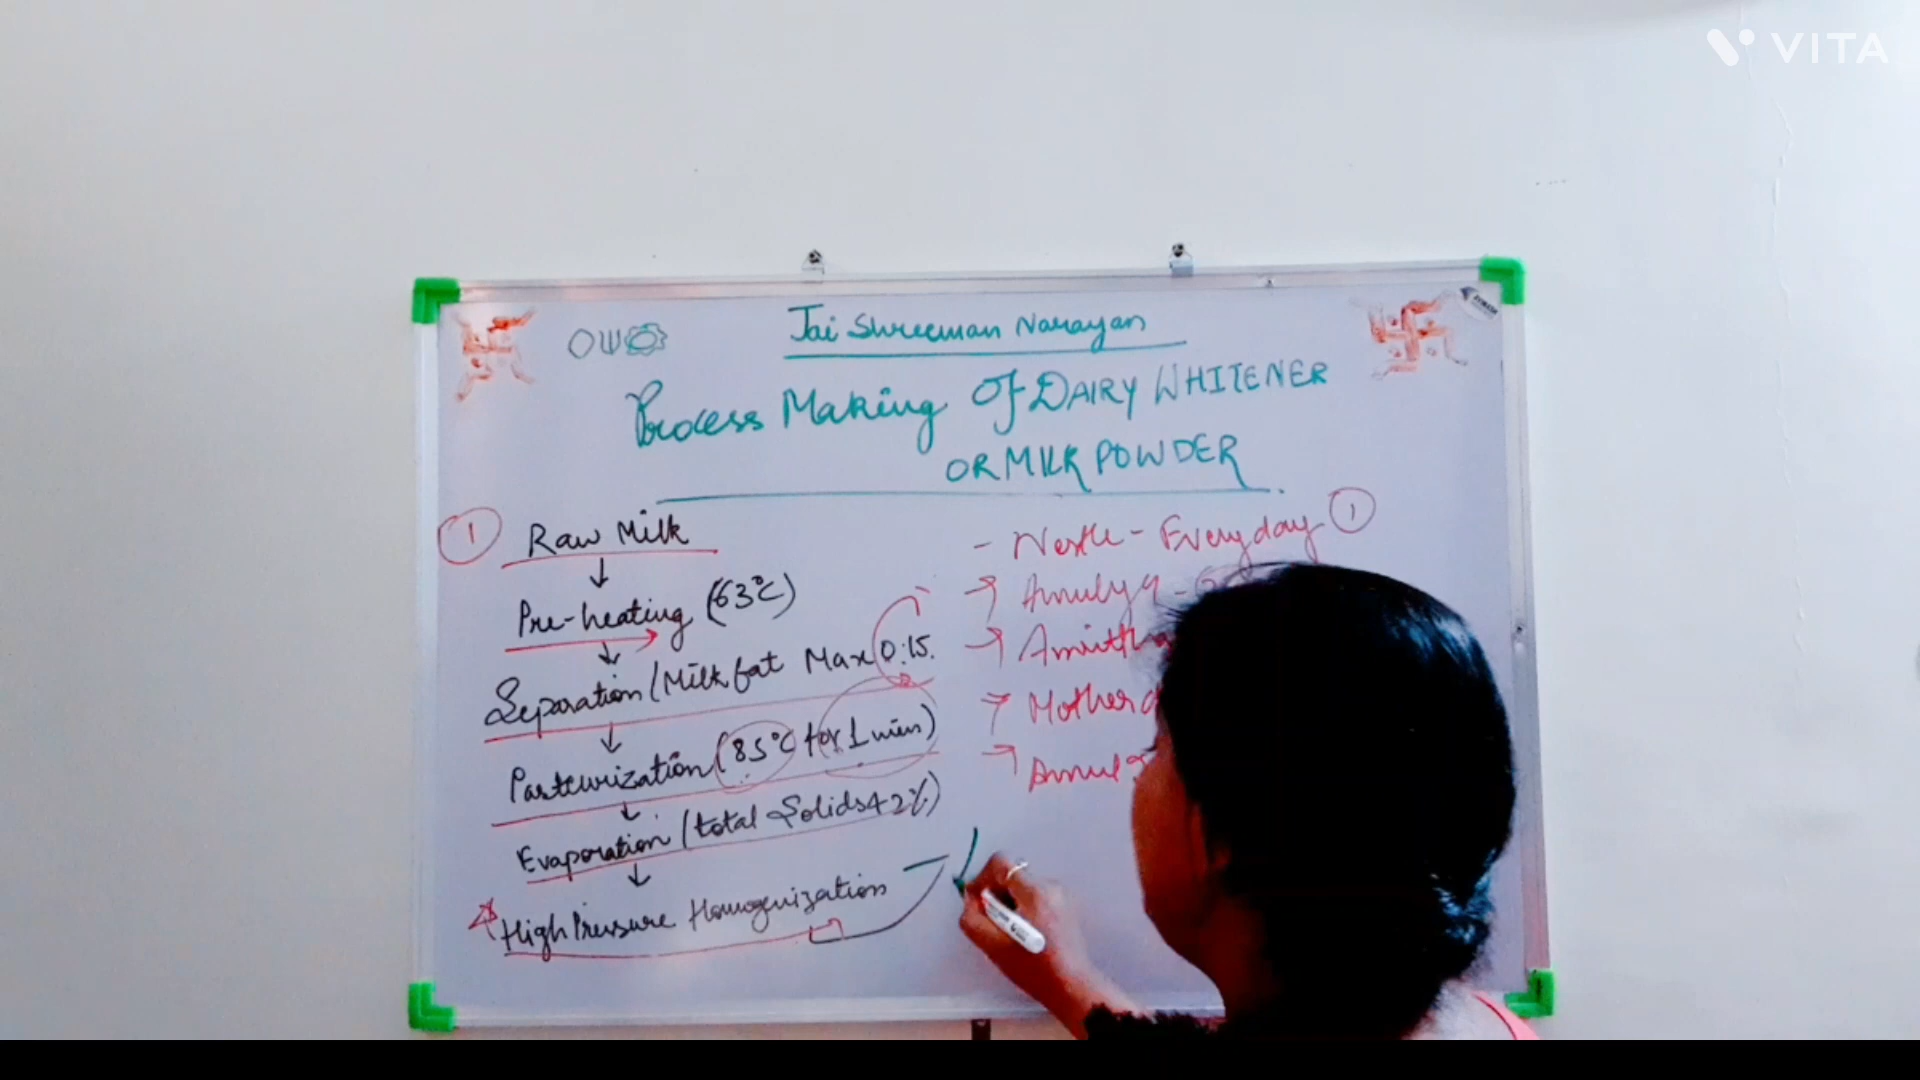 VITA
Jai Shreeman Narayan
Process Making Of DAIRY WHITENER
OR MILK POWDER
1 Raw Milk
Pre-heating (63°C)
Separation (Milk fat Max 0.15.
Pasteurization (85°C for 1 min)
Evaporation (total Solids 42%)
High Pressure Homogenization
- Nestle - Everyday 1
Amulya
Amritha
Mother d
Amul